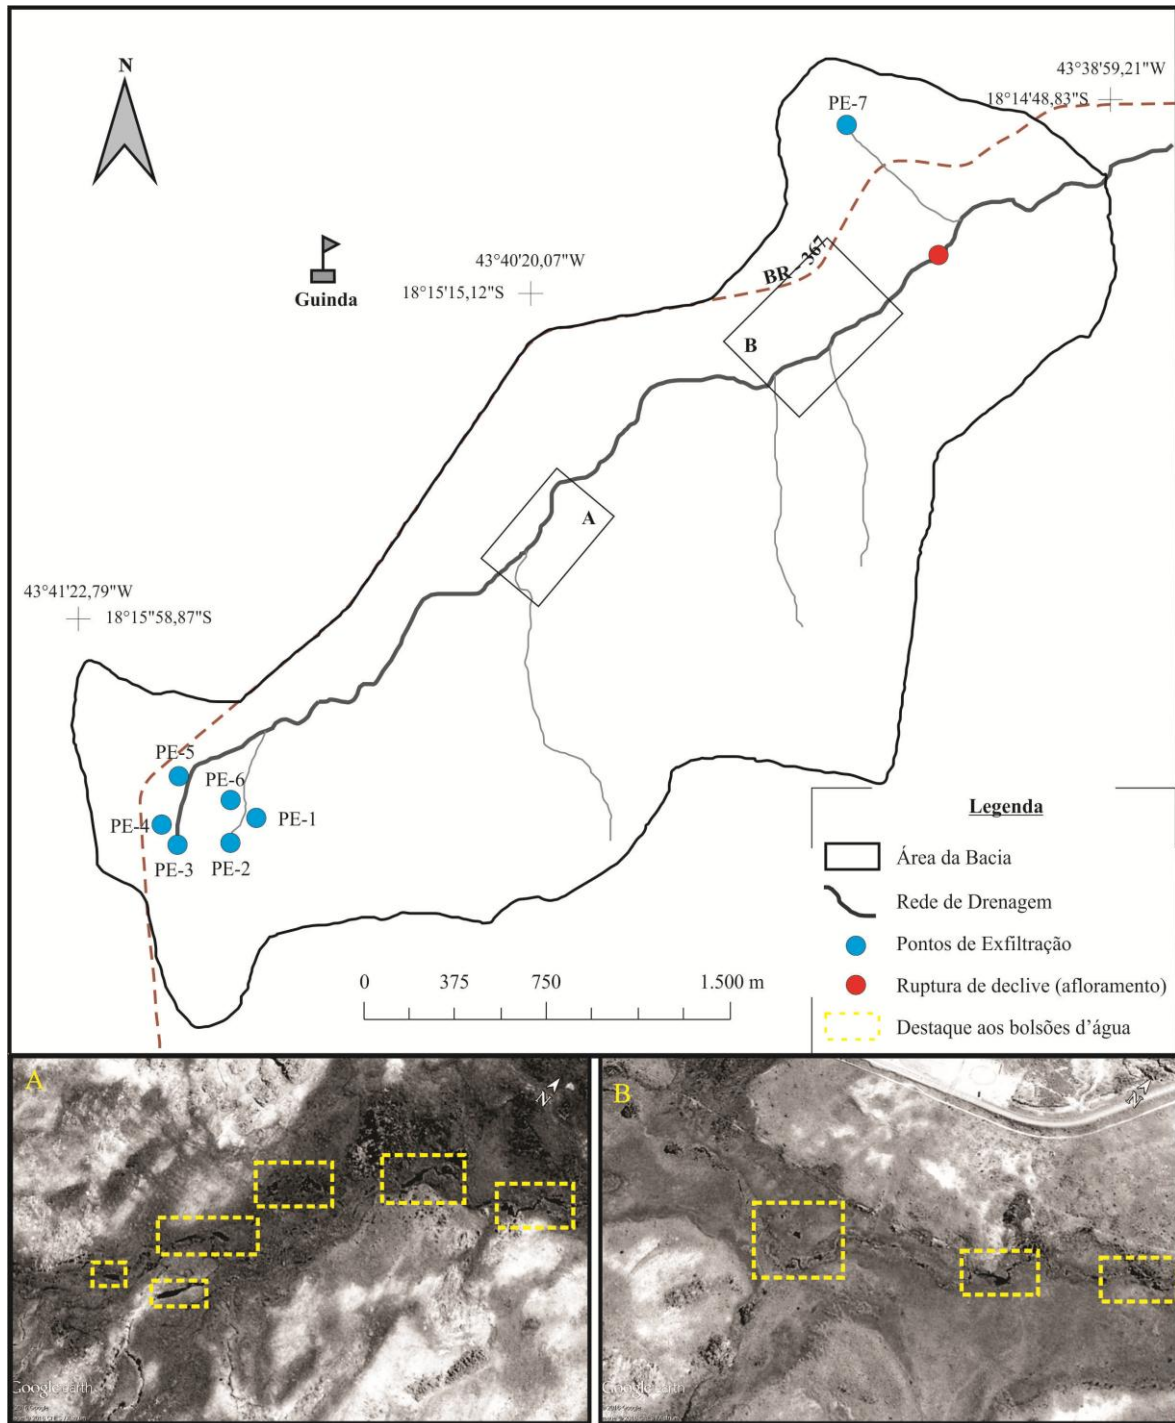 N
43°38'59,21"W
18°14'48,83"S
PE-7
BR - 367
43°40'20,07"W
18°15'15,12"S
Guinda
B
A
43°41'22,79"W
18°15"58,87"S
PE-5
PE-6
PE-4
PE-1
PE-3
PE-2
0 375 750 1.500 m
Legenda
Área da Bacia
Rede de Drenagem
Pontos de Exfiltração
Ruptura de declive (afloramento)
Destaque aos bolsões d’água
A
N
Google earth
B
N
Google earth